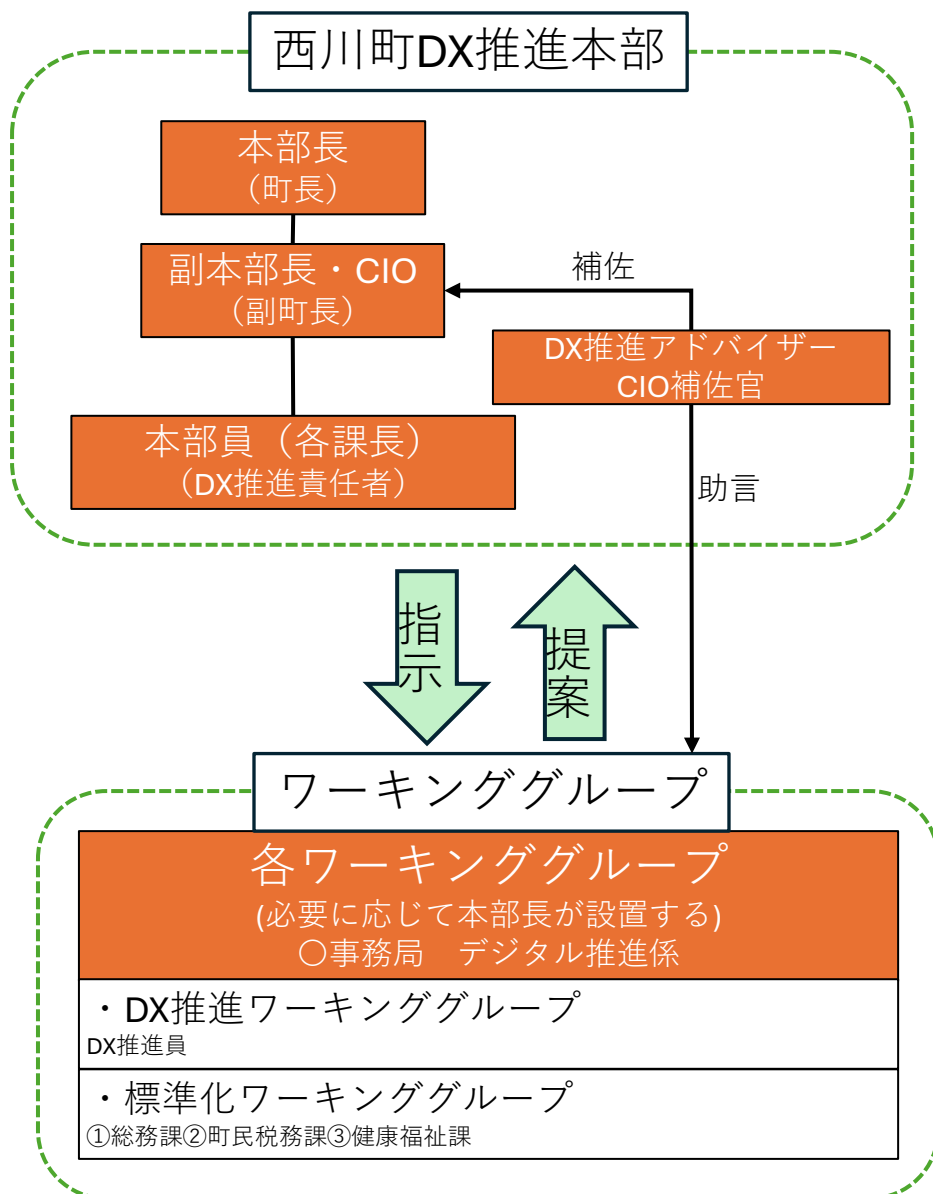 西川町DX推進本部
本部長
（町長）
副本部長・CIO
（副町長）
補佐
DX推進アドバイザー
CIO補佐官
本部員（各課長）
（DX推進責任者）
助言
指示
提案
ワーキンググループ
各ワーキンググループ
(必要に応じて本部長が設置する)
〇事務局　デジタル推進係
・DX推進ワーキンググループ
DX推進員
・標準化ワーキンググループ
①総務課②町民税務課③健康福祉課